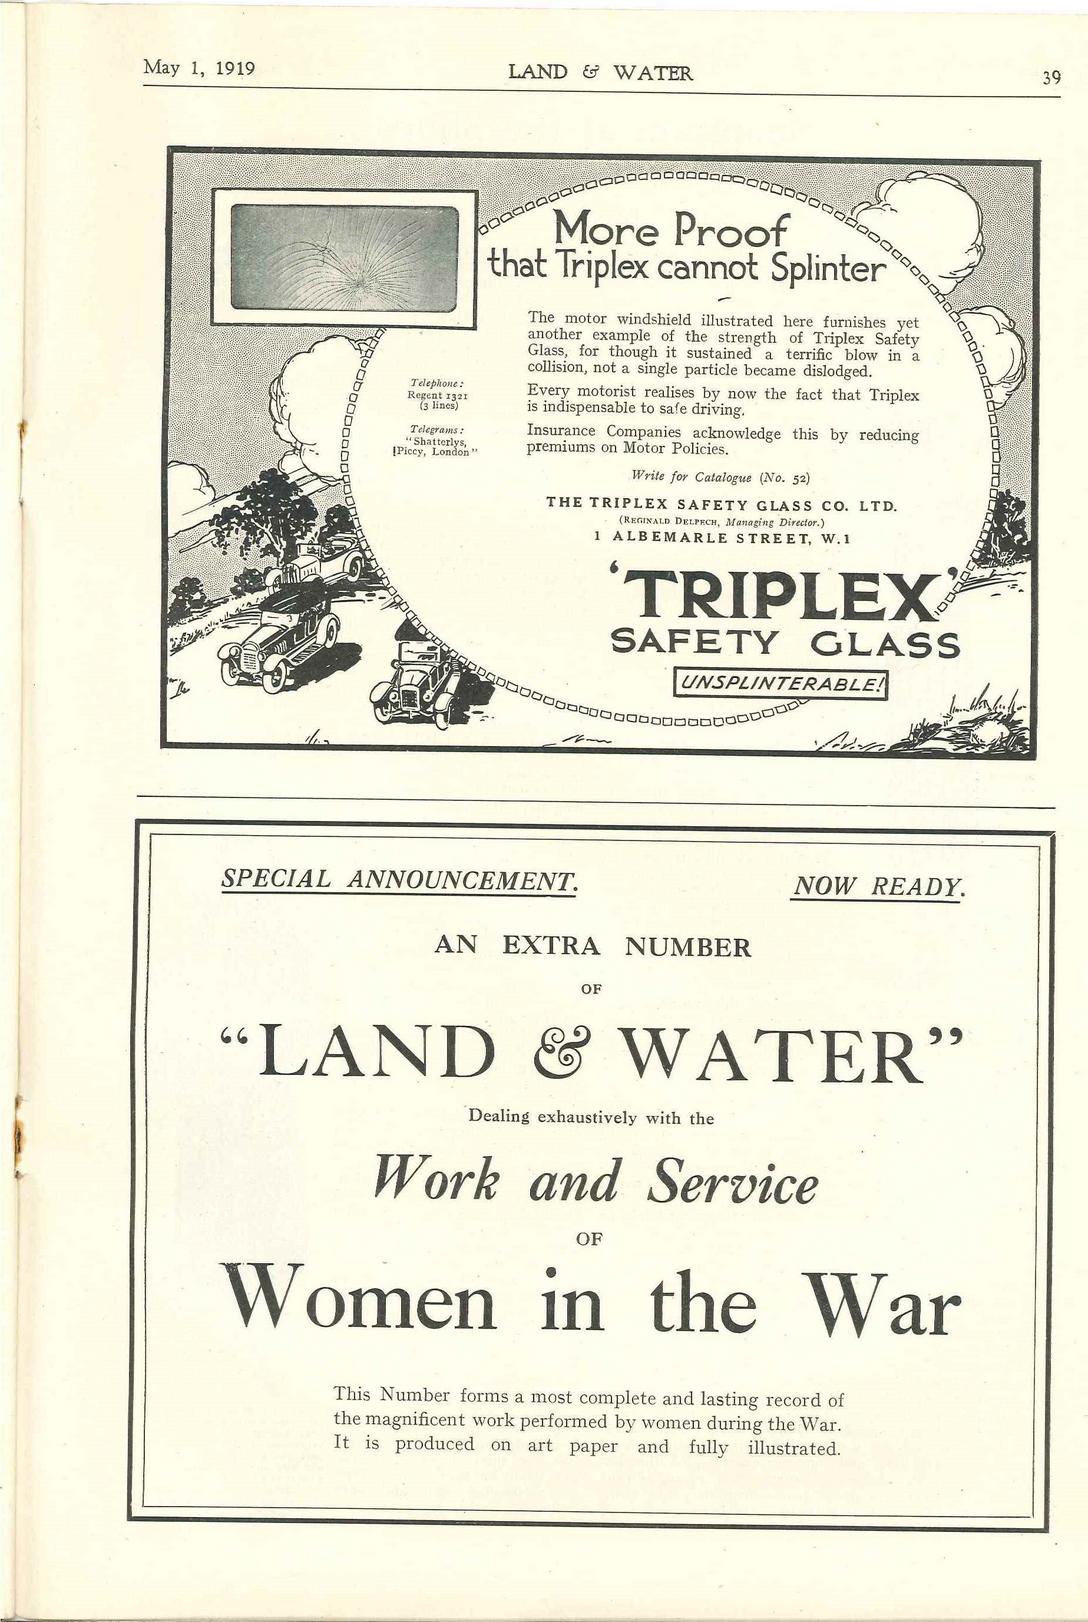 May 1, 1919
LAND & WATER
39
More Proof
that Triplex cannot Splinter
The motor windshield illustrated here furnishes yet
another example of the strength of Triplex Safety
Glass, for though it sustained a terrific blow in a
collision, not a single particle became dislodged.
Every motorist realises by now the fact that Triplex
is indispensable to safe driving.
Insurance Companies acknowledge this by reducing
premiums on Motor Policies.
Telephone:
Regent 1321
(3 lines)
Telegrams:
"Shatterlys,
Piccy, London"
Write for Catalogue (No. 52)
THE TRIPLEX SAFETY GLASS CO. LTD.
(REGINALD DELPECH, Managing Director.)
1 ALBEMARLE STREET, W.1
'TRIPLEX'
SAFETY GLASS
UNSPLINTERABLE!
SPECIAL ANNOUNCEMENT.
NOW READY.
AN EXTRA NUMBER
OF
"LAND & WATER"
Dealing exhaustively with the
Work and Service
OF
Women in the War
This Number forms a most complete and lasting record of
the magnificent work performed by women during the War.
It is produced on art paper and fully illustrated.